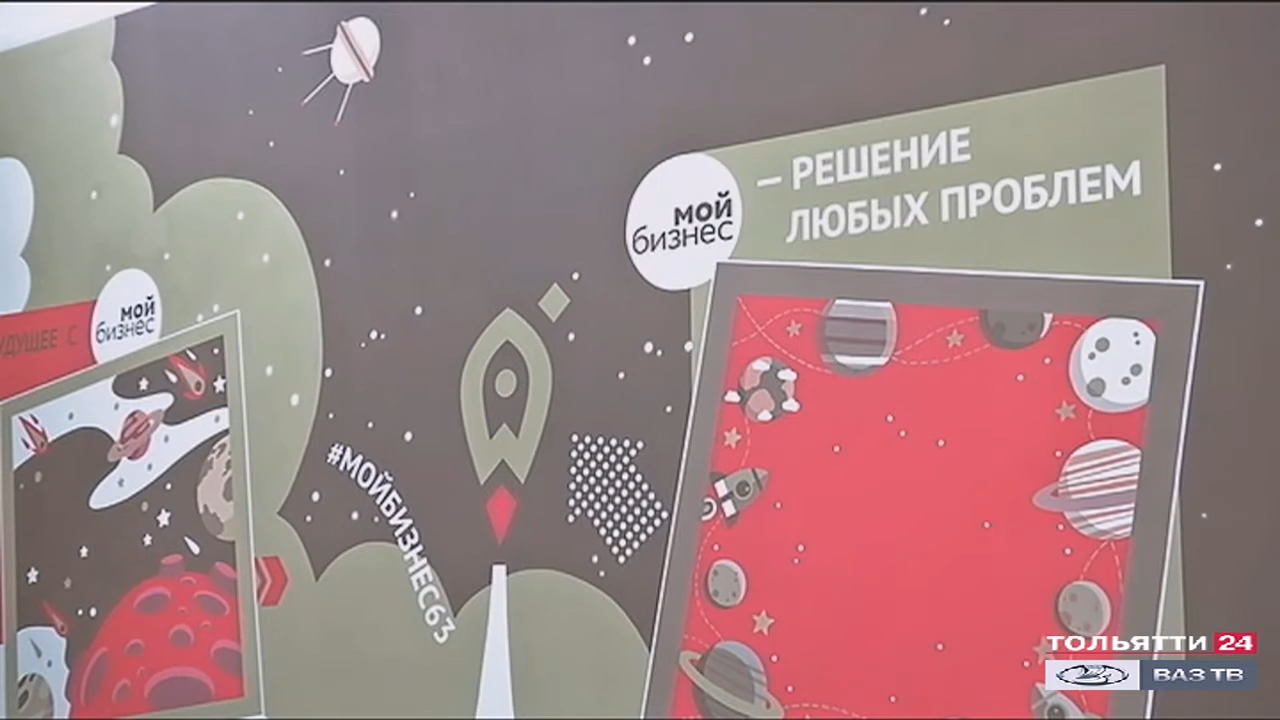 — РЕШЕНИЕ
ЛЮБЫХ ПРОБЛЕМ
мой
бизнес
мой
бизнес
С
#МОЙБИЗНЕС63
ТОЛЬЯТТИ 24
ВАЗ ТВ